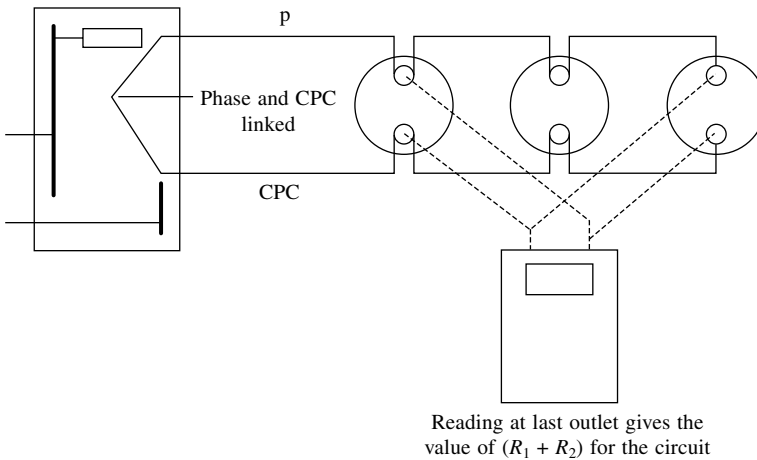 p
Phase and CPC
linked
CPC
Reading at last outlet gives the
value of (R₁ + R₂) for the circuit